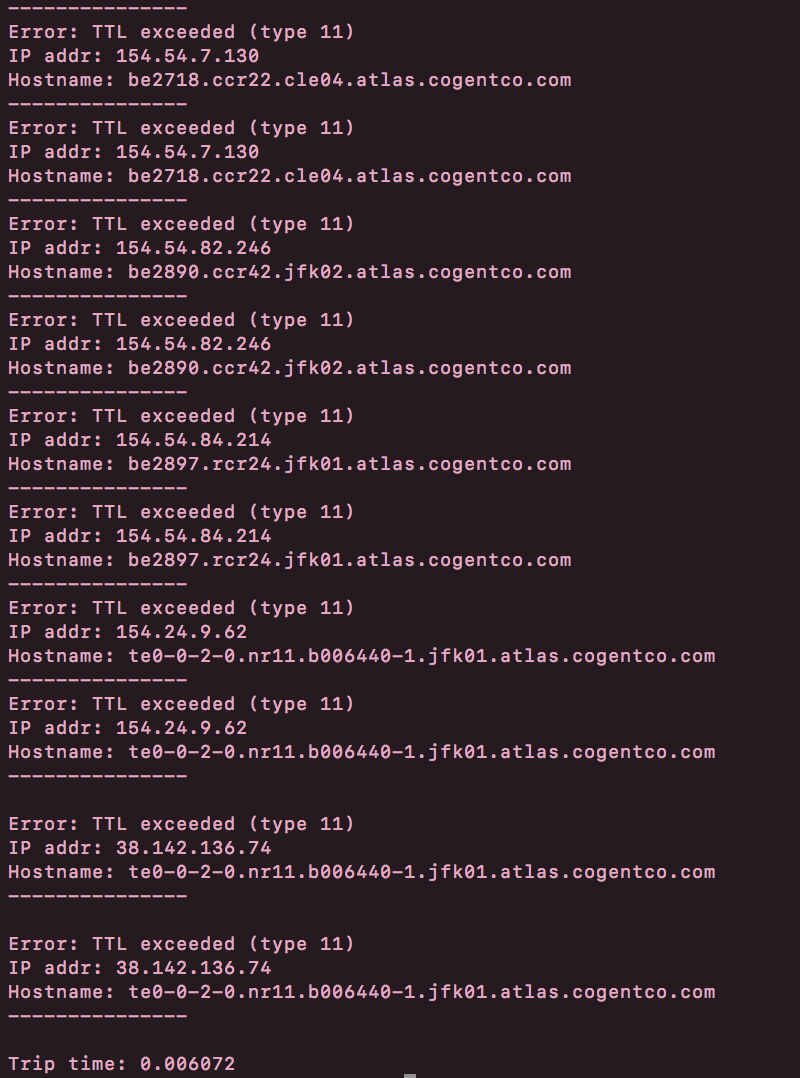 ---------------
Error: TTL exceeded (type 11)
IP addr: 154.54.7.130
Hostname: be2718.ccr22.cle04.atlas.cogentco.com
---------------
Error: TTL exceeded (type 11)
IP addr: 154.54.7.130
Hostname: be2718.ccr22.cle04.atlas.cogentco.com
---------------
Error: TTL exceeded (type 11)
IP addr: 154.54.82.246
Hostname: be2890.ccr42.jfk02.atlas.cogentco.com
---------------
Error: TTL exceeded (type 11)
IP addr: 154.54.82.246
Hostname: be2890.ccr42.jfk02.atlas.cogentco.com
---------------
Error: TTL exceeded (type 11)
IP addr: 154.54.84.214
Hostname: be2897.rcr24.jfk01.atlas.cogentco.com
---------------
Error: TTL exceeded (type 11)
IP addr: 154.54.84.214
Hostname: be2897.rcr24.jfk01.atlas.cogentco.com
---------------
Error: TTL exceeded (type 11)
IP addr: 154.24.9.62
Hostname: te0-0-2-0.nr11.b006440-1.jfk01.atlas.cogentco.com
---------------
Error: TTL exceeded (type 11)
IP addr: 154.24.9.62
Hostname: te0-0-2-0.nr11.b006440-1.jfk01.atlas.cogentco.com
---------------

Error: TTL exceeded (type 11)
IP addr: 38.142.136.74
Hostname: te0-0-2-0.nr11.b006440-1.jfk01.atlas.cogentco.com
---------------

Error: TTL exceeded (type 11)
IP addr: 38.142.136.74
Hostname: te0-0-2-0.nr11.b006440-1.jfk01.atlas.cogentco.com
---------------

Trip time: 0.006072